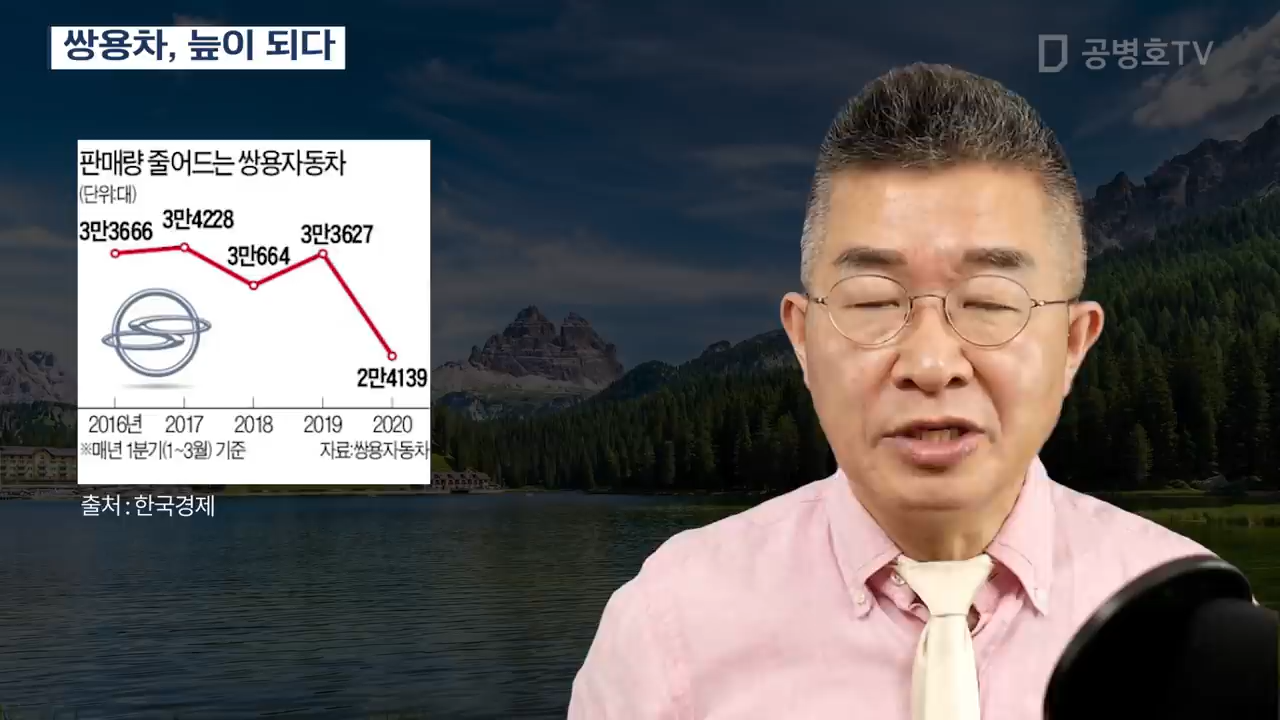 쌍용차, 늪이 되다
공병호TV
판매량 줄어드는 쌍용자동차
(단위:대)
3만3666
3만4228
3만664
3만3627
2만4139
2016년 2017 2018 2019 2020
※매년 1분기(1~3월) 기준 자료:쌍용자동차
출처 : 한국경제